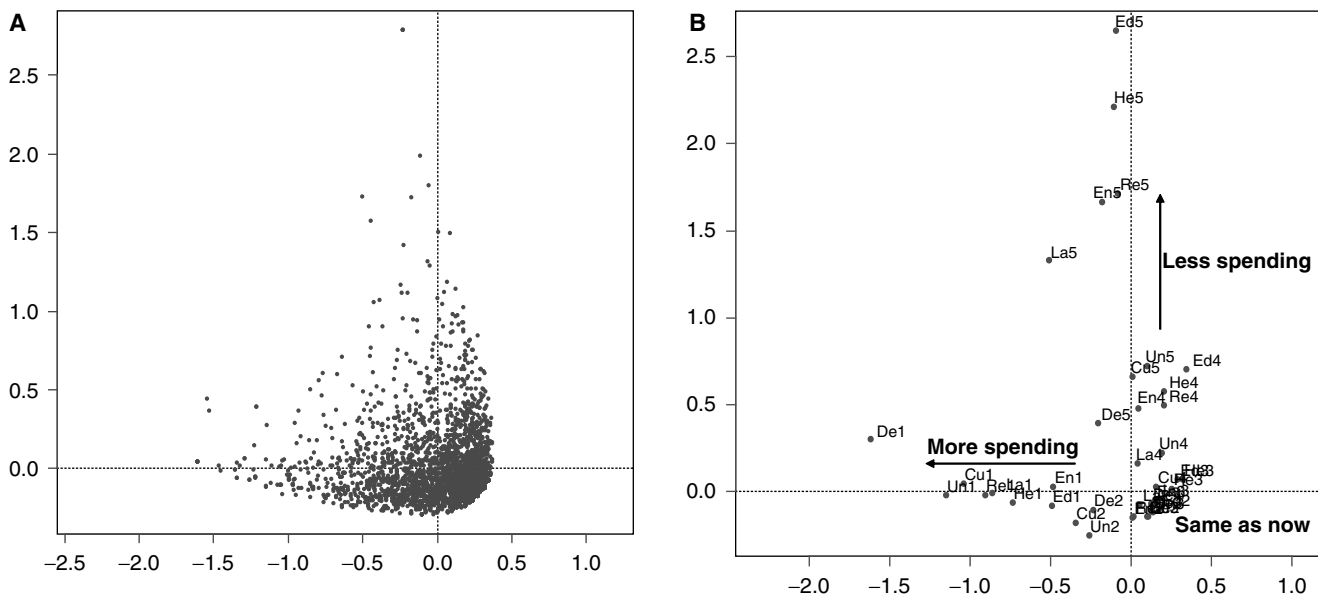 A
2.5
2.0
1.5
1.0
0.5
0.0
−2.5 −2.0 −1.5 −1.0 −0.5 0.0 0.5 1.0
B
2.5
2.0
1.5
1.0
0.5
0.0
Ed5
He5
Re5
En5
La5
Less spending
Un5
Cu5
Ed4
He4
Re4
En4
De5
De1
More spending
Un4
La4
Cu1
Un1
Re1
La1
He1
En1
Ed1
De2
Cu2
Un2
Same as now
−2.0 −1.5 −1.0 −0.5 0.0 0.5 1.0